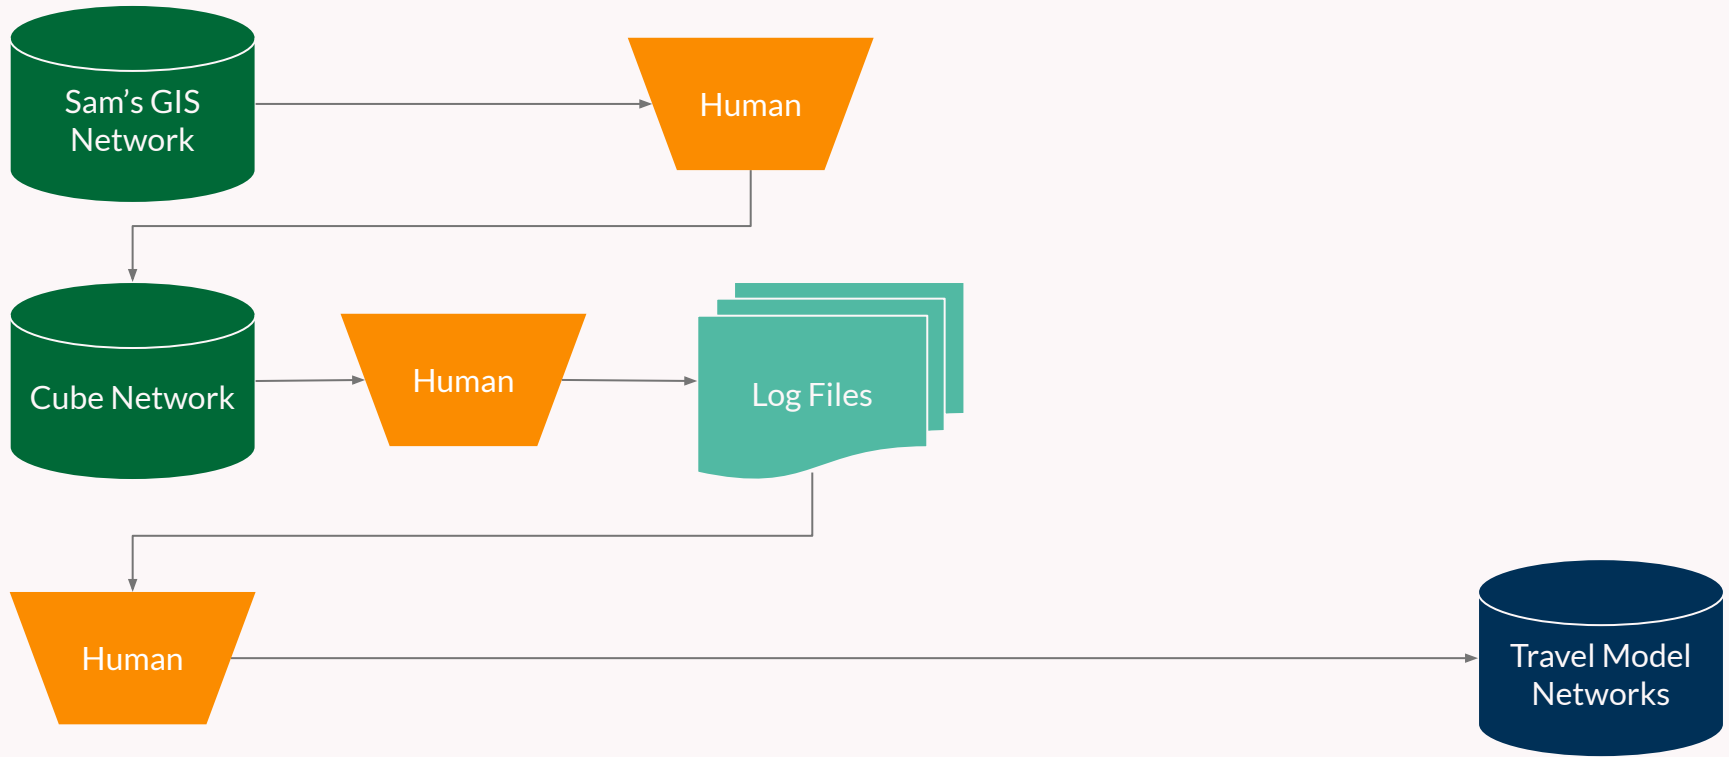 Sam’s GIS
Network
Human
Cube Network
Human
Log Files
Human
Travel Model
Networks